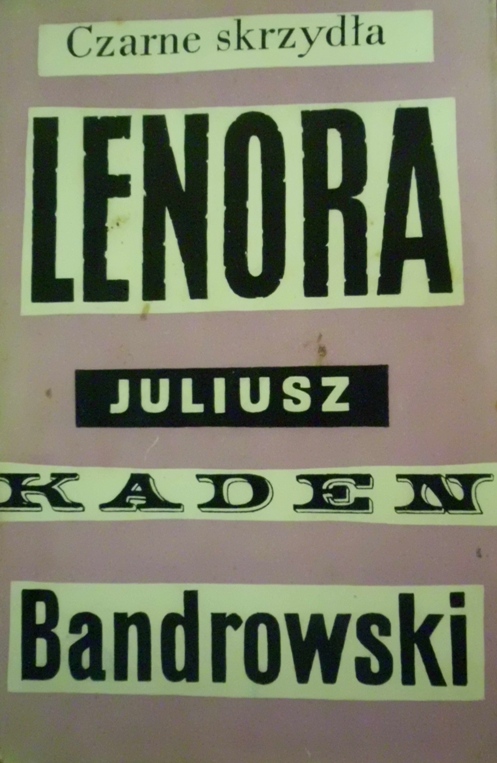 Czarne skrzydła
LENORA
JULIUSZ
KADEN
Bandrowski